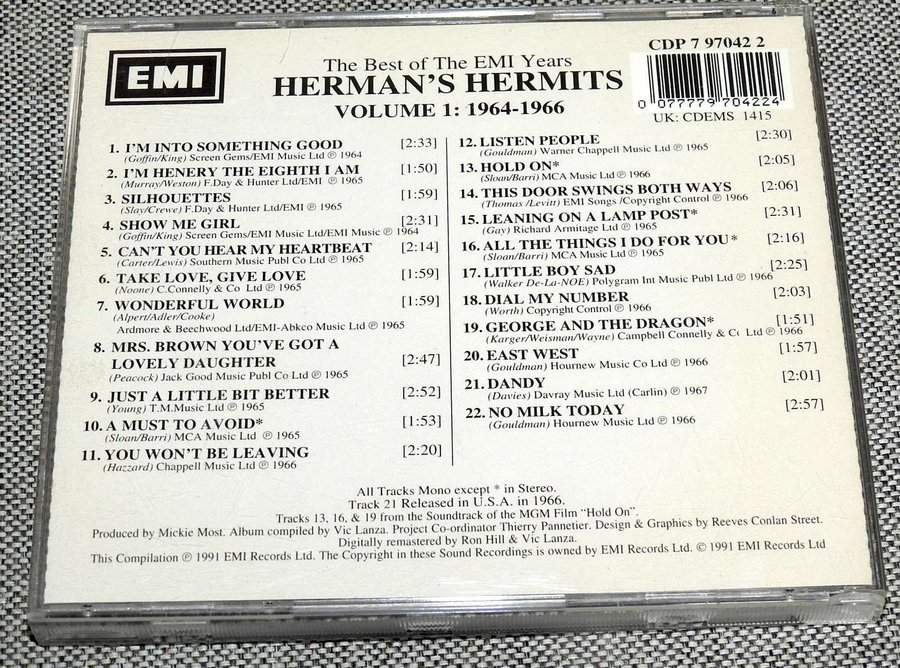 EMI
The Best of The EMI Years
HERMAN'S HERMITS
VOLUME 1: 1964-1966
CDP 7 97042 2
0 077779 704224
UK: CDEMS 1415
1. I'M INTO SOMETHING GOOD [2:33]
(Goffin/King) Screen Gems/EMI Music Ltd ℗ 1964
2. I'M HENERY THE EIGHTH I AM [1:50]
(Murray/Weston) F.Day & Hunter Ltd/EMI ℗ 1965
3. SILHOUETTES [1:59]
(Slay/Crewe) F.Day & Hunter Ltd/EMI ℗ 1965
4. SHOW ME GIRL [2:31]
(Goffin/King) Screen Gems/EMI Music Ltd/EMI Music ℗ 1964
5. CAN'T YOU HEAR MY HEARTBEAT [2:14]
(Carter/Lewis) Southern Music Publ Co Ltd ℗ 1965
6. TAKE LOVE, GIVE LOVE [1:59]
(Noone) C.Connelly & Co Ltd ℗ 1965
7. WONDERFUL WORLD [1:59]
(Alpert/Adler/Cooke)
Ardmore & Beechwood Ltd/EMI-Abkco Music Ltd ℗ 1965
8. MRS. BROWN YOU'VE GOT A
LOVELY DAUGHTER [2:47]
(Peacock) Jack Good Music Publ Co Ltd ℗ 1965
9. JUST A LITTLE BIT BETTER [2:52]
(Young) T.M.Music Ltd ℗ 1965
10. A MUST TO AVOID* [1:53]
(Sloan/Barri) MCA Music Ltd ℗ 1965
11. YOU WON'T BE LEAVING [2:20]
(Hazzard) Chappell Music Ltd ℗ 1966
12. LISTEN PEOPLE [2:30]
(Gouldman) Warner Chappell Music Ltd ℗ 1965
13. HOLD ON* [2:05]
(Sloan/Barri) MCA Music Ltd ℗ 1966
14. THIS DOOR SWINGS BOTH WAYS [2:06]
(Thomas /Levitt) EMI Songs /Copyright Control ℗ 1966
15. LEANING ON A LAMP POST* [2:31]
(Gay) Richard Armitage Ltd ℗ 1965
16. ALL THE THINGS I DO FOR YOU* [2:16]
(Sloan/Barri) MCA Music Ltd ℗ 1965
17. LITTLE BOY SAD [2:25]
(Walker De-La-NOE) Polygram Int Music Publ Ltd ℗ 1966
18. DIAL MY NUMBER [2:03]
(Worth) Copyright Control ℗ 1966
19. GEORGE AND THE DRAGON* [1:51]
(Karger/Weisman/Wayne) Campbell Connelly & Co Ltd ℗ 1966
20. EAST WEST [1:57]
(Gouldman) Hournew Music Co Ltd ℗ 1966
21. DANDY [2:01]
(Davies) Davray Music Ltd (Carlin) ℗ 1967
22. NO MILK TODAY [2:57]
(Gouldman) Hournew Music Ltd ℗ 1966
All Tracks Mono except * in Stereo.
Track 21 Released in U.S.A. in 1966.
Tracks 13, 16, & 19 from the Soundtrack of the MGM Film "Hold On".
Produced by Mickie Most. Album compiled by Vic Lanza. Project Co-ordinator Thierry Pannetier. Design & Graphics by Reeves Conlan Street.
Digitally remastered by Ron Hill & Vic Lanza.
This Compilation ℗ 1991 EMI Records Ltd. The Copyright in these Sound Recordings is owned by EMI Records Ltd. © 1991 EMI Records Ltd